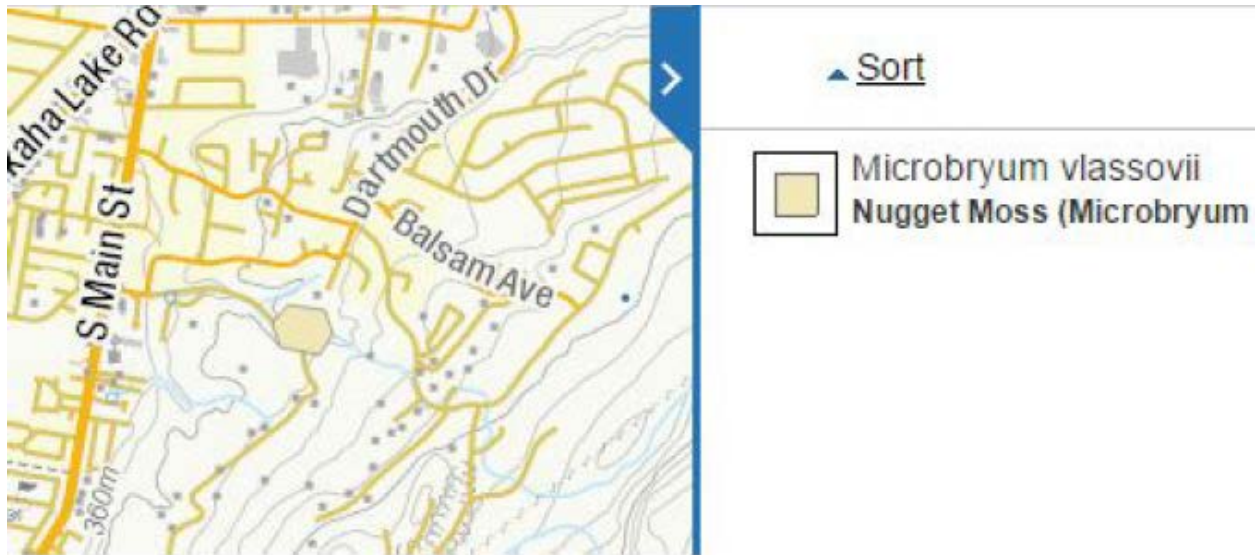 kaha Lake Rd
S Main St
Dartmouth Dr
Balsam Ave
360m
Sort
Microbryum vlassovii
Nugget Moss (Microbryum